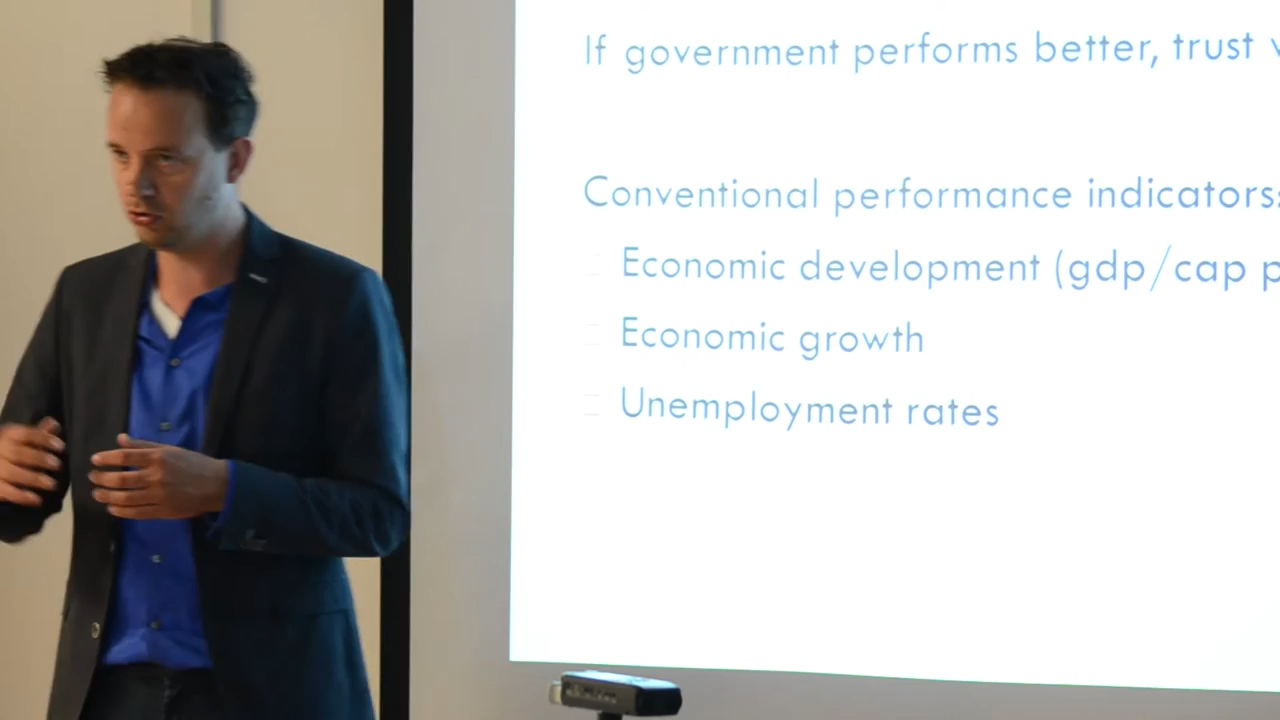 If government performs better, trust
Conventional performance indicators:
Economic development (gdp/cap
Economic growth
Unemployment rates